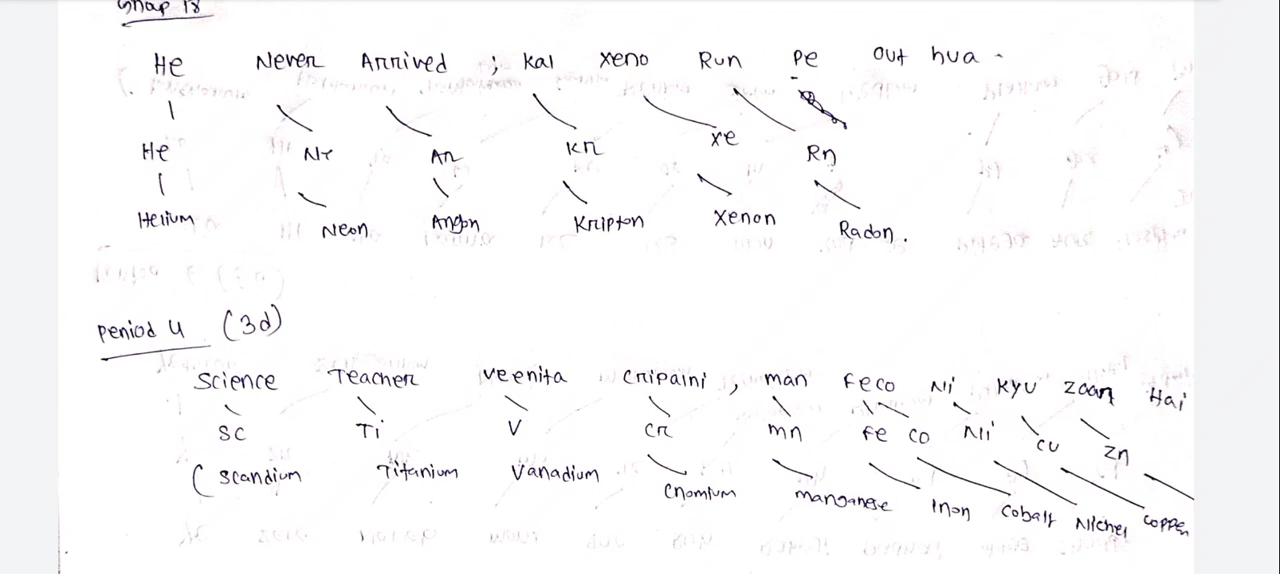 Group 18
He Never Arrived ; Kal Xeno Run Pe Out hua -
He Ne Ar Kr Xe Rn
Helium Neon Argon Kripton Xenon Radon.
Period 4 (3d)
Science Teacher Veenita Cripaini , man Feco Ni Kyu Zaan Hai
Sc Ti V Cr mn Fe Co Ni Cu Zn
( Scandium Titanium Vanadium Cromium manganese Iron Cobalt Nickel Copper